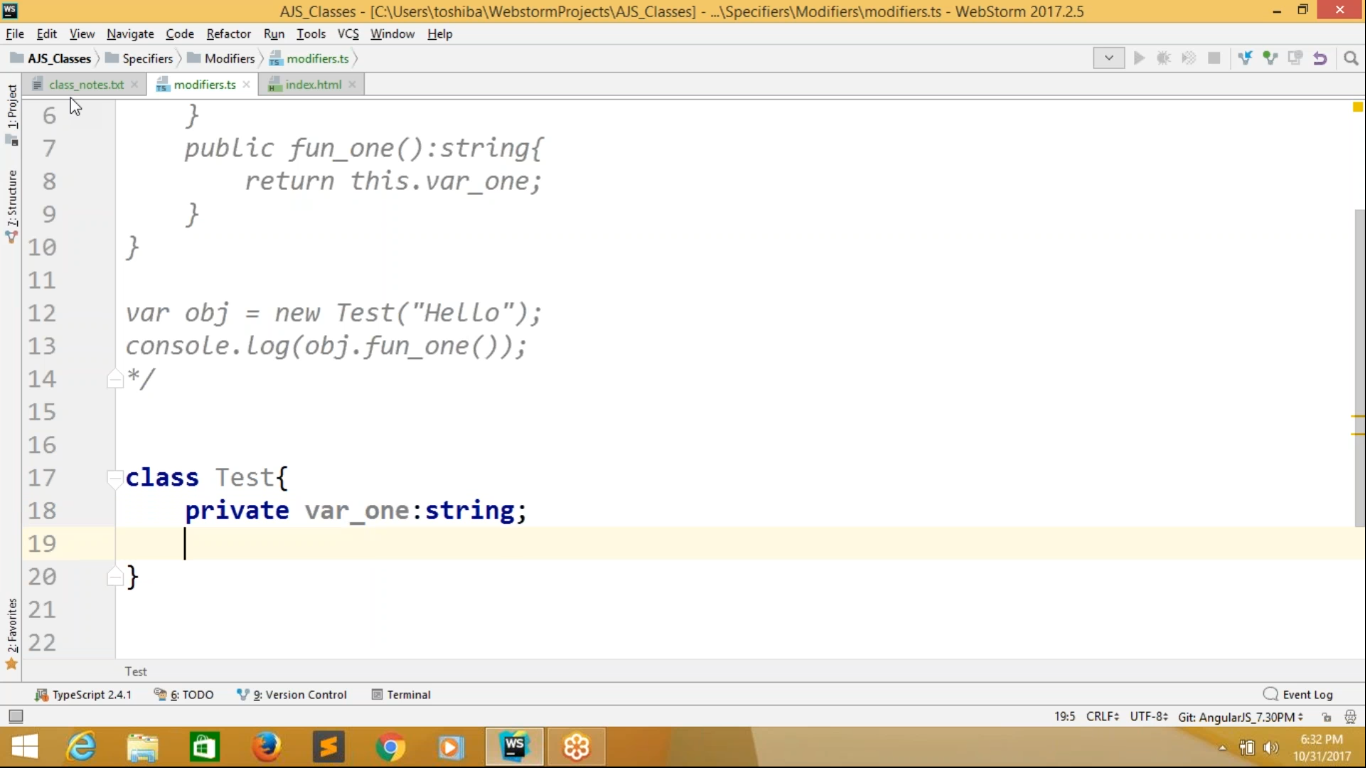 AJS_Classes - [C:\Users\toshiba\WebstormProjects\AJS_Classes] - ...\Specifiers\Modifiers\modifiers.ts - WebStorm 2017.2.5
File Edit View Navigate Code Refactor Run Tools VCS Window Help
AJS_Classes Specifiers Modifiers modifiers.ts
class_notes.txt modifiers.ts index.html
1: Project
7: Structure
2: Favorites
6 }
7 public fun_one():string{
8 return this.var_one;
9 }
10 }
11
12 var obj = new Test("Hello");
13 console.log(obj.fun_one());
14 */
15
16
17 class Test{
18 private var_one:string;
19
20 }
21
22
Test
TypeScript 2.4.1 6: TODO 9: Version Control Terminal Event Log
19:5 CRLF UTF-8 Git: AngularJS_7.30PM
6:32 PM
10/31/2017